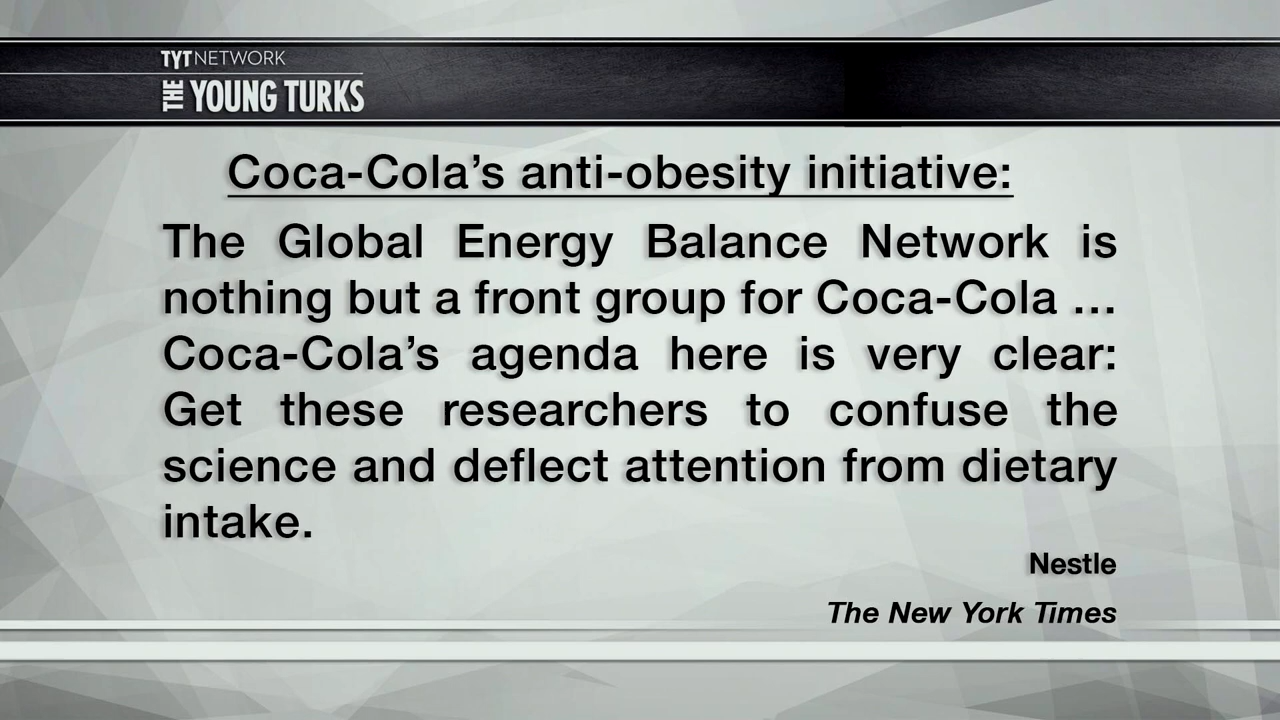 TYT NETWORK
THE YOUNG TURKS
Coca-Cola’s anti-obesity initiative:
The Global Energy Balance Network is
nothing but a front group for Coca-Cola ...
Coca-Cola’s agenda here is very clear:
Get these researchers to confuse the
science and deflect attention from dietary
intake.
Nestle
The New York Times